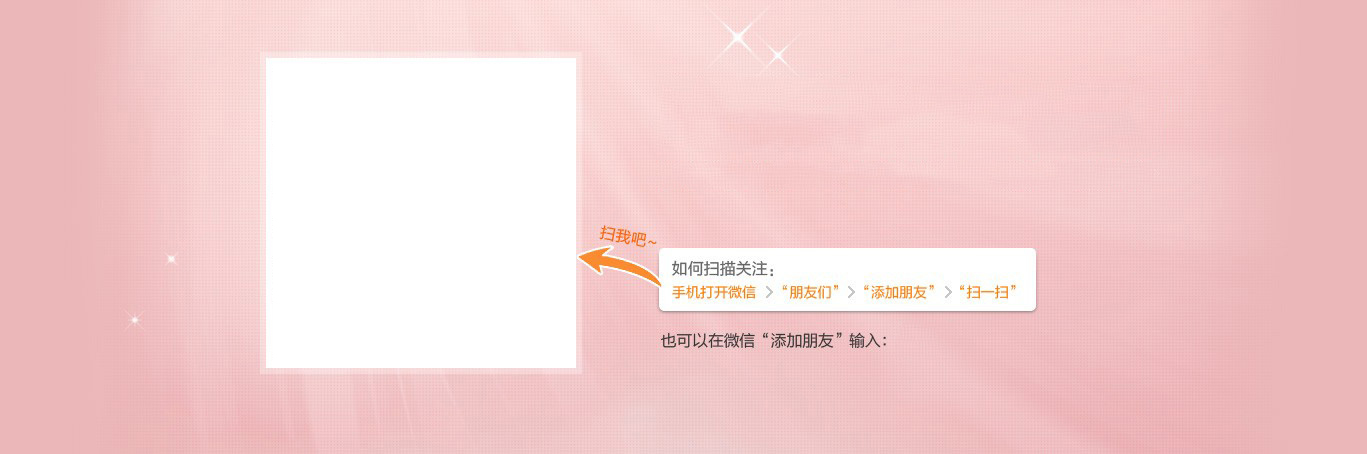 扫我吧~
如何扫描关注：
手机打开微信 > “朋友们” > “添加朋友” > “扫一扫”
也可以在微信“添加朋友”输入：